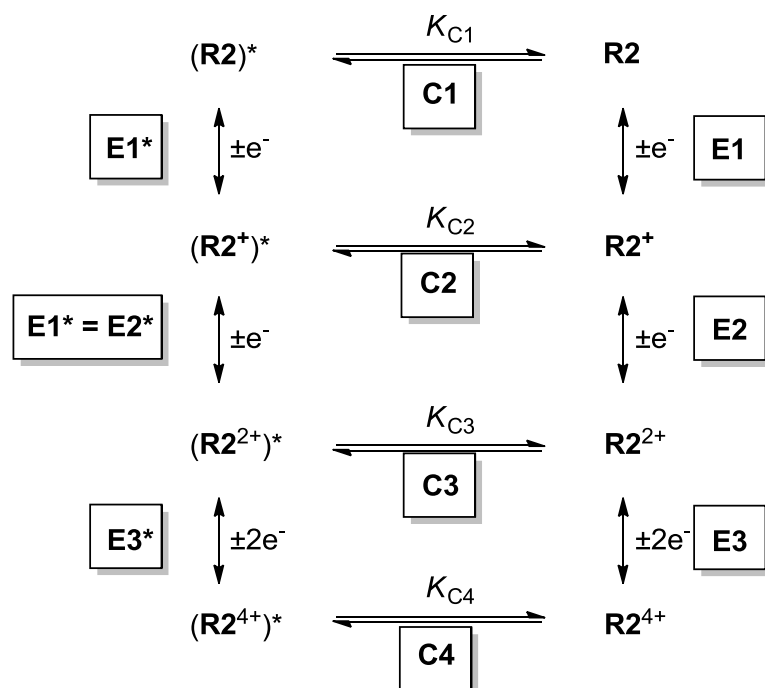 K_C1
(R2)* R2
C1
E1* ±e⁻ ±e⁻ E1
K_C2
(R2⁺)* R2⁺
C2
E1* = E2* ±e⁻ ±e⁻ E2
K_C3
(R2²⁺)* R2²⁺
C3
E3* ±2e⁻ ±2e⁻ E3
K_C4
(R2⁴⁺)* R2⁴⁺
C4